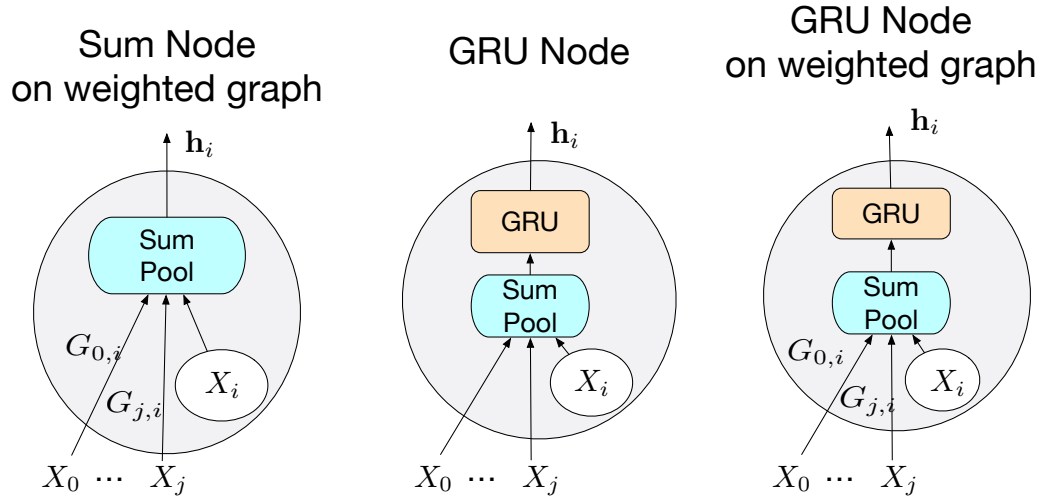 Sum Node
on weighted graph
h_i
Sum
Pool
G_{0,i}
G_{j,i}
X_i
X_0 ... X_j
GRU Node
h_i
GRU
Sum
Pool
X_i
X_0 ... X_j
GRU Node
on weighted graph
h_i
GRU
Sum
Pool
G_{0,i}
G_{j,i}
X_i
X_0 ... X_j